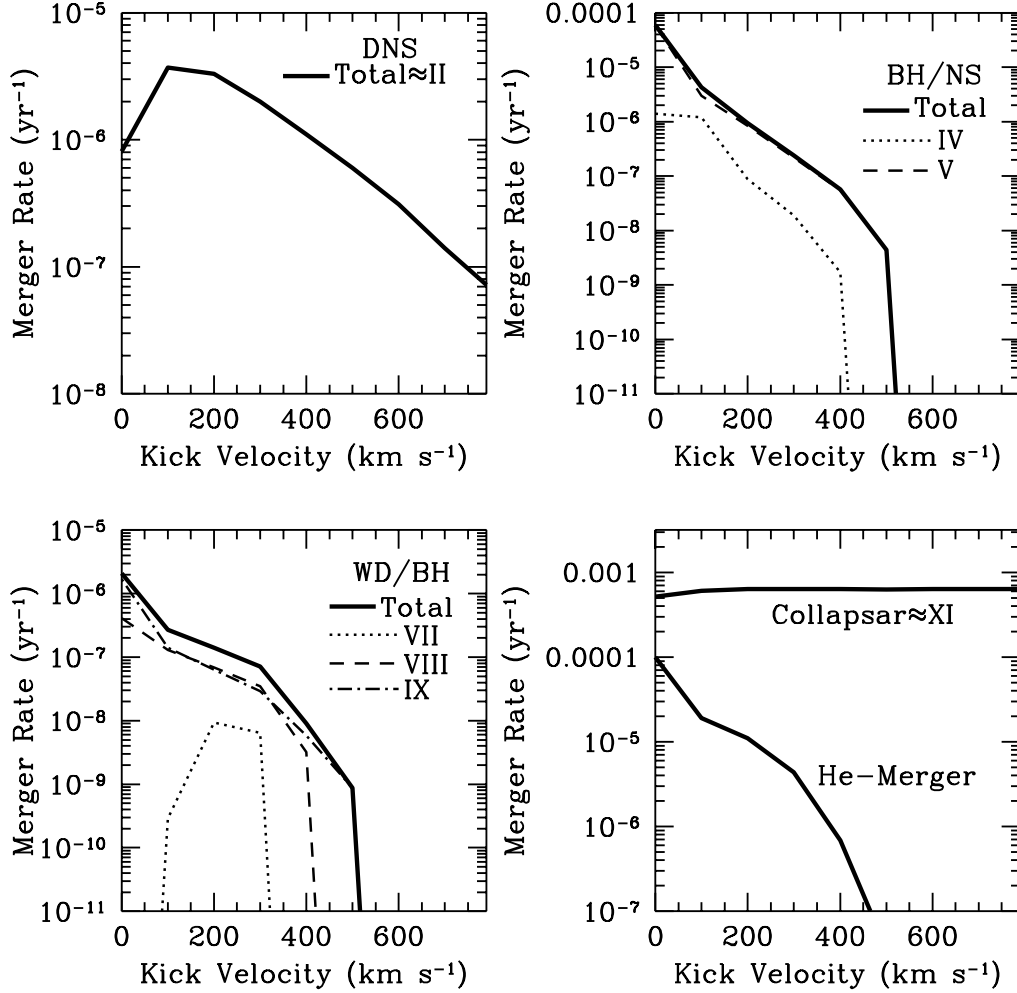 10⁻⁵
10⁻⁶
10⁻⁷
10⁻⁸
Merger Rate (yr⁻¹)
DNS
Total≈II
0 200 400 600
Kick Velocity (km s⁻¹)
0.0001
10⁻⁵
10⁻⁶
10⁻⁷
10⁻⁸
10⁻⁹
10⁻¹⁰
10⁻¹¹
Merger Rate (yr⁻¹)
BH/NS
Total
IV
V
0 200 400 600
Kick Velocity (km s⁻¹)
10⁻⁵
10⁻⁶
10⁻⁷
10⁻⁸
10⁻⁹
10⁻¹⁰
10⁻¹¹
Merger Rate (yr⁻¹)
WD/BH
Total
VII
VIII
IX
0 200 400 600
Kick Velocity (km s⁻¹)
0.001
0.0001
10⁻⁵
10⁻⁶
10⁻⁷
Merger Rate (yr⁻¹)
Collapsar≈XI
He-Merger
0 200 400 600
Kick Velocity (km s⁻¹)